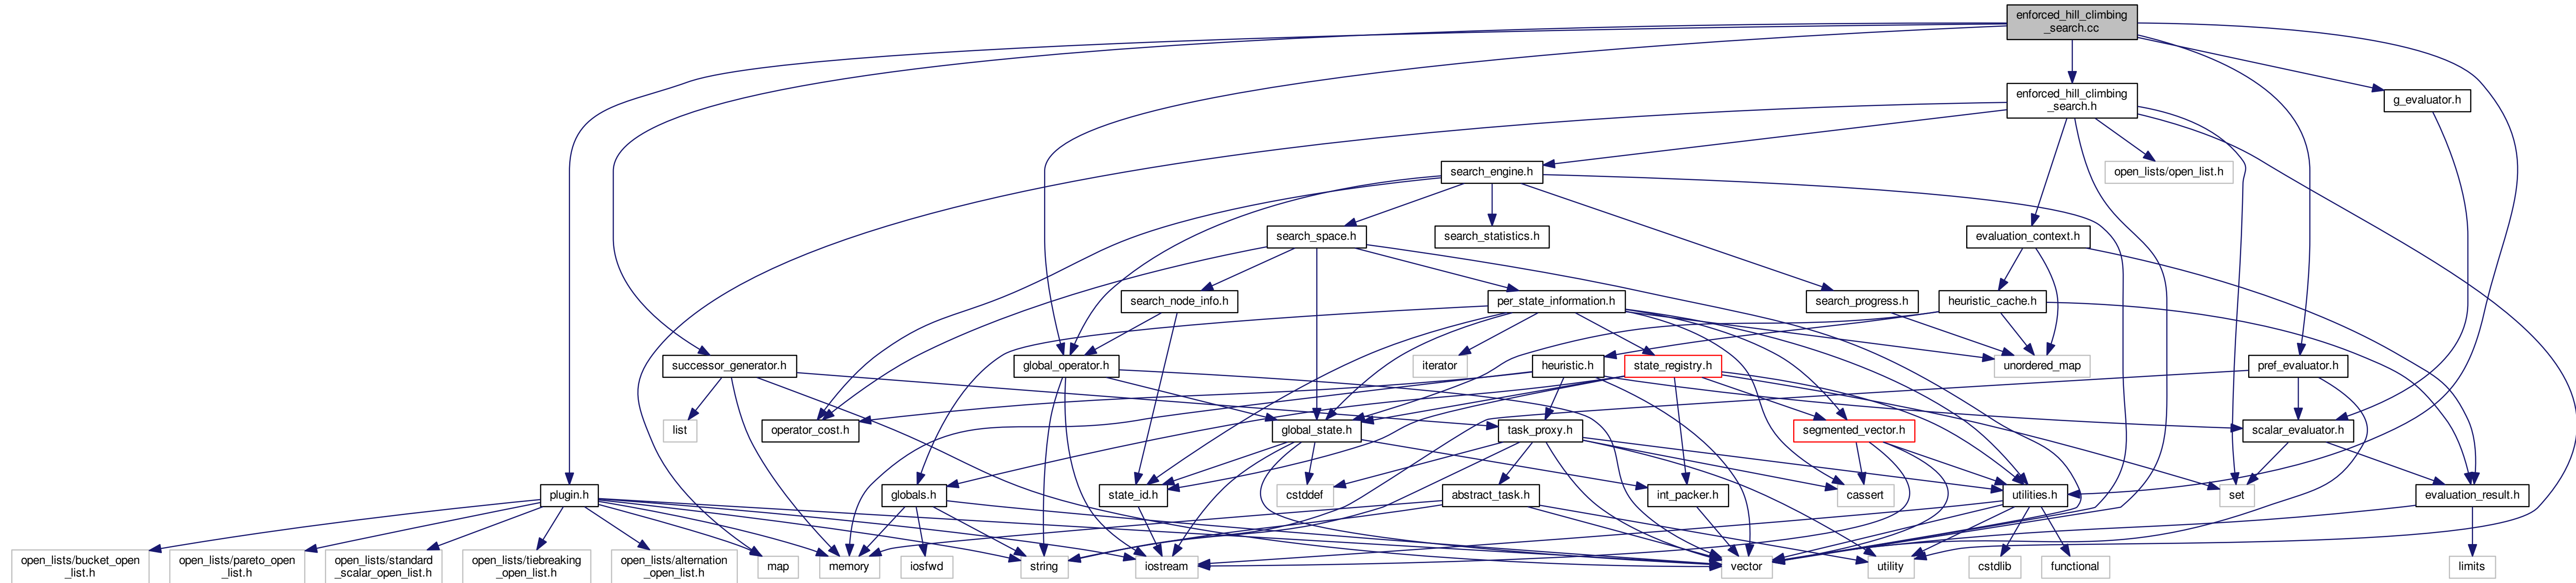 enforced_hill_climbing
_search.cc
enforced_hill_climbing
_search.h
g_evaluator.h
search_engine.h
open_lists/open_list.h
search_space.h
search_statistics.h
evaluation_context.h
search_node_info.h
per_state_information.h
search_progress.h
heuristic_cache.h
successor_generator.h
global_operator.h
iterator
heuristic.h
state_registry.h
unordered_map
pref_evaluator.h
list
operator_cost.h
global_state.h
task_proxy.h
segmented_vector.h
scalar_evaluator.h
plugin.h
globals.h
state_id.h
cstddef
abstract_task.h
int_packer.h
cassert
utilities.h
set
evaluation_result.h
open_lists/bucket_open
_list.h
open_lists/pareto_open
_list.h
open_lists/standard
_scalar_open_list.h
open_lists/tiebreaking
_open_list.h
open_lists/alternation
_open_list.h
map
memory
iosfwd
string
iostream
vector
utility
cstdlib
functional
limits